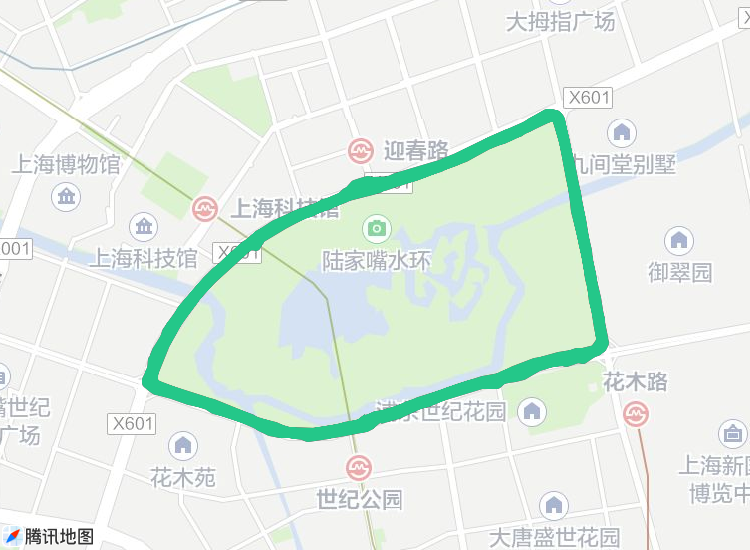 大拇指广场
X601
迎春路
九间堂别墅
上海博物馆
上海科技馆
上海科技馆
X601
陆家嘴水环
御翠园
花木路
世纪
广场
X601
浦东世纪花园
花木苑
上海新国
博览中
世纪公园
大唐盛世花园
腾讯地图